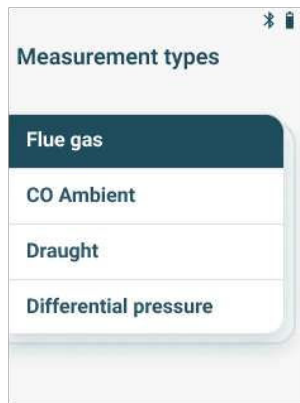 Measurement types
Flue gas
CO Ambient
Draught
Differential pressure